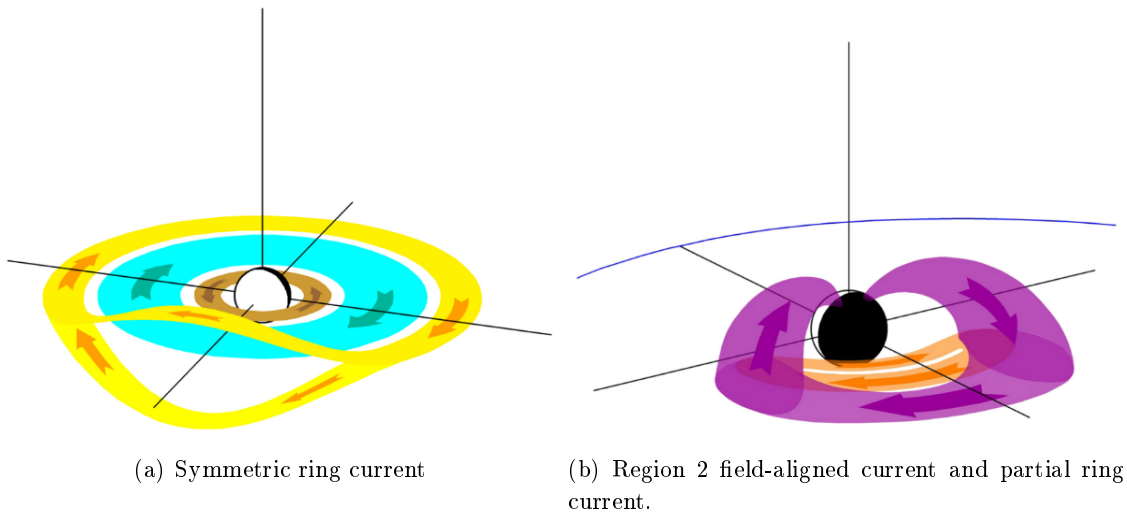 (a) Symmetric ring current
(b) Region 2 field-aligned current and partial ring
current.